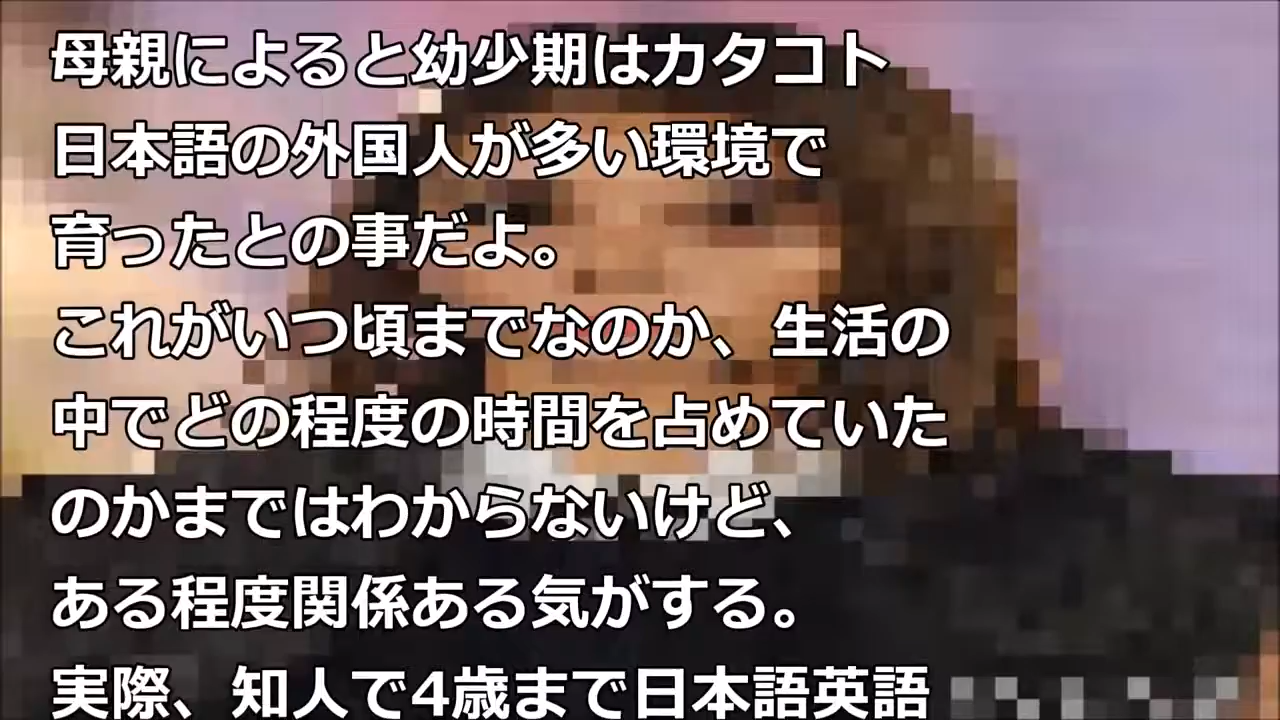 母親によると幼少期はカタコト
日本語の外国人が多い環境で
育ったとの事だよ。
これがいつ頃までなのか、生活の
中でどの程度の時間を占めていた
のかまではわからないけど、
ある程度関係ある気がする。
実際、知人で4歳まで日本語英語